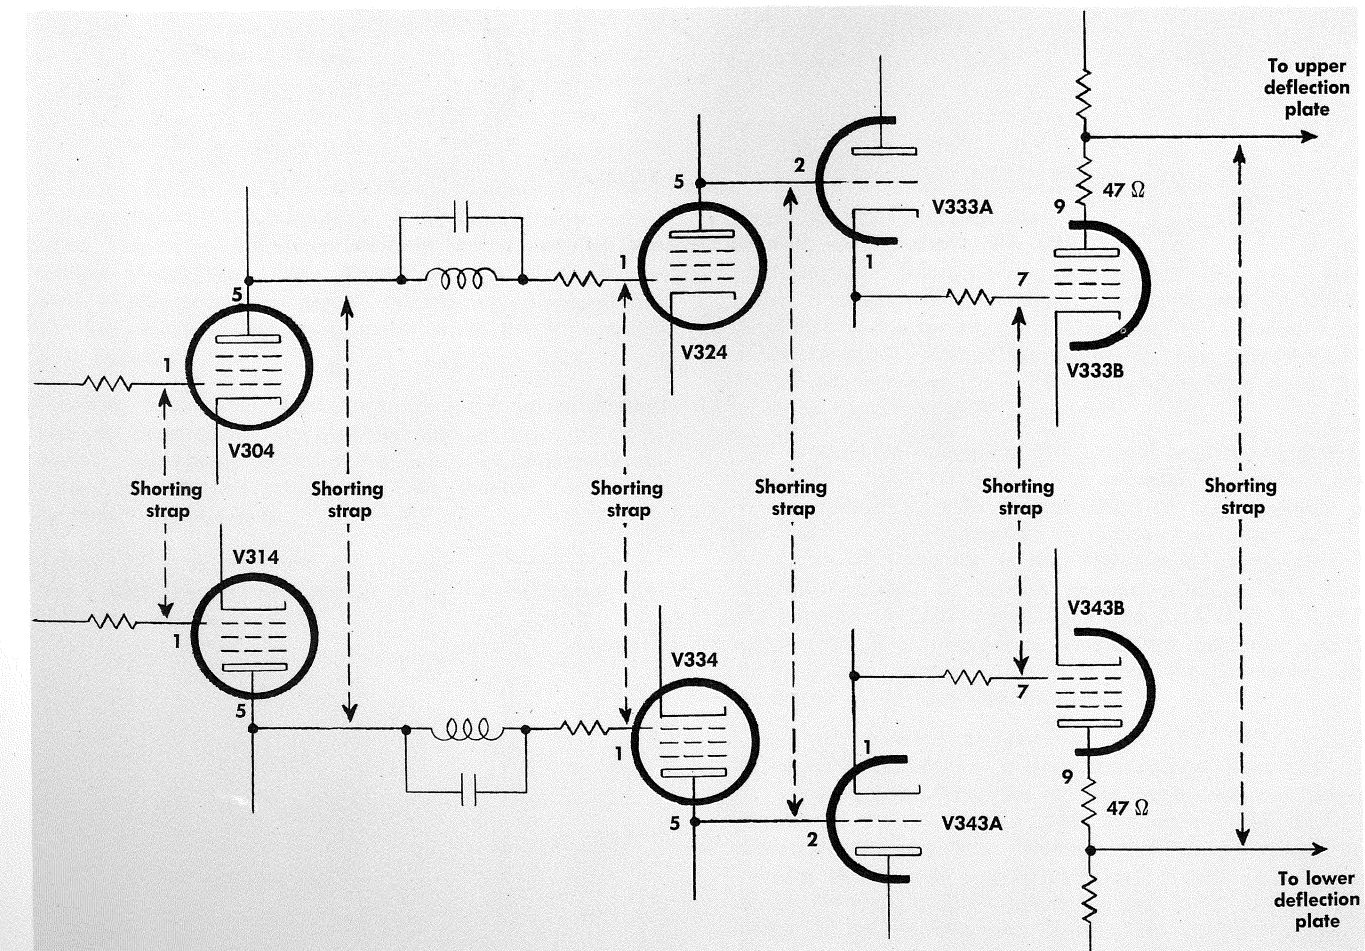 To upper
deflection
plate
2
5
47 Ω
9
V333A
1
1
7
5
V324
V333B
1
V304
Shorting
strap
Shorting
strap
Shorting
strap
Shorting
strap
Shorting
strap
Shorting
strap
V314
V343B
1
V334
7
5
1
1
9
47 Ω
5
2
V343A
To lower
deflection
plate